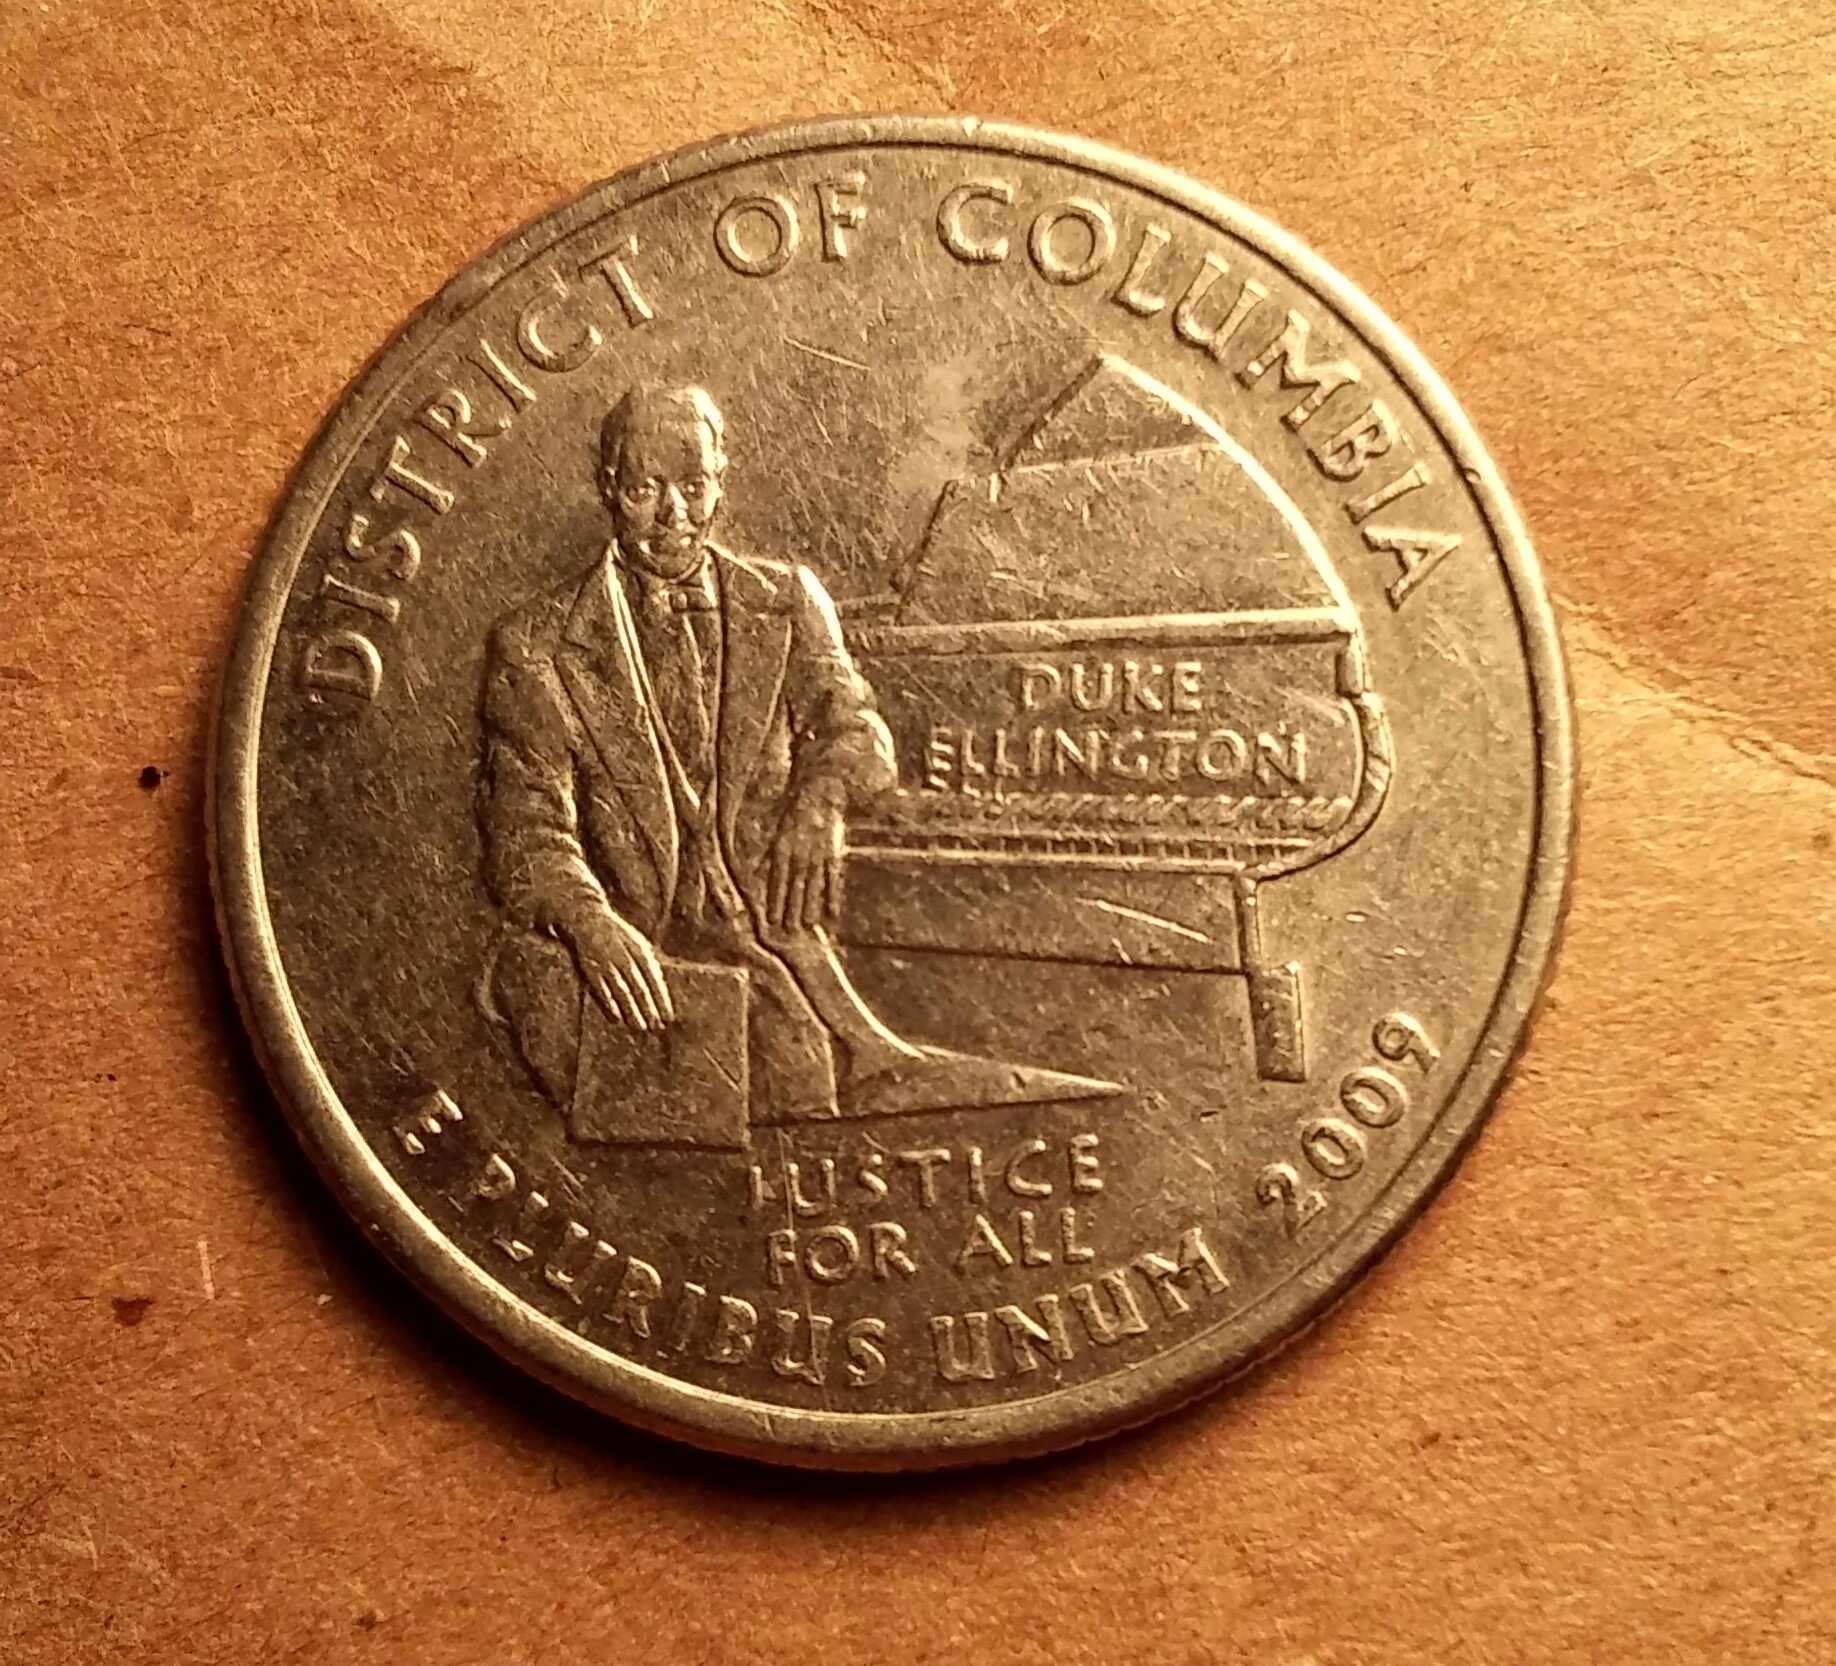 DISTRICT OF COLUMBIA
DUKE
ELLINGTON
JUSTICE
FOR ALL
E PLURIBUS UNUM 2009